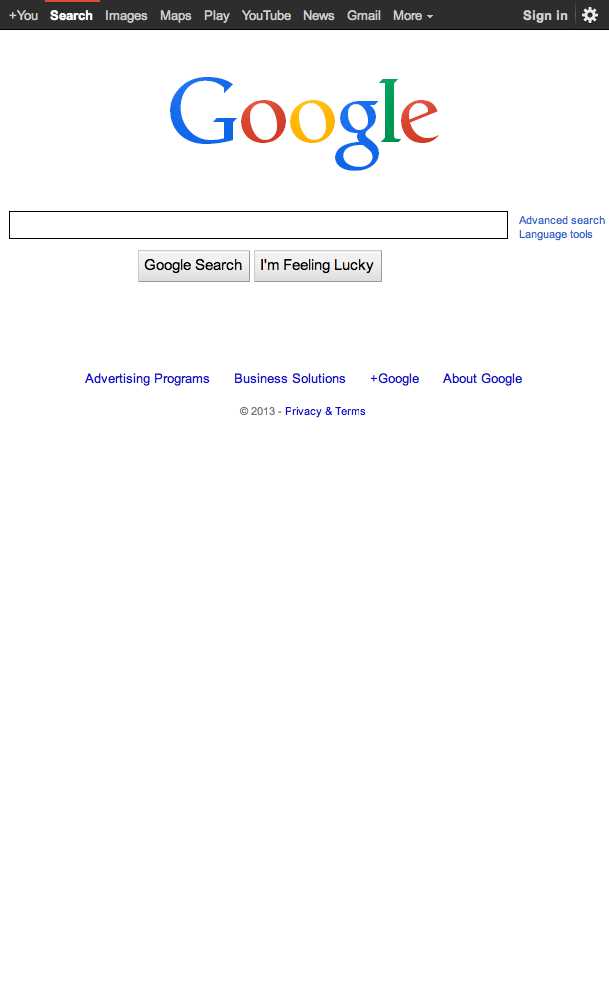 +You Search Images Maps Play YouTube News Gmail More Sign in
Google
Advanced search
Language tools
Google Search I'm Feeling Lucky
Advertising Programs Business Solutions +Google About Google
© 2013 - Privacy & Terms